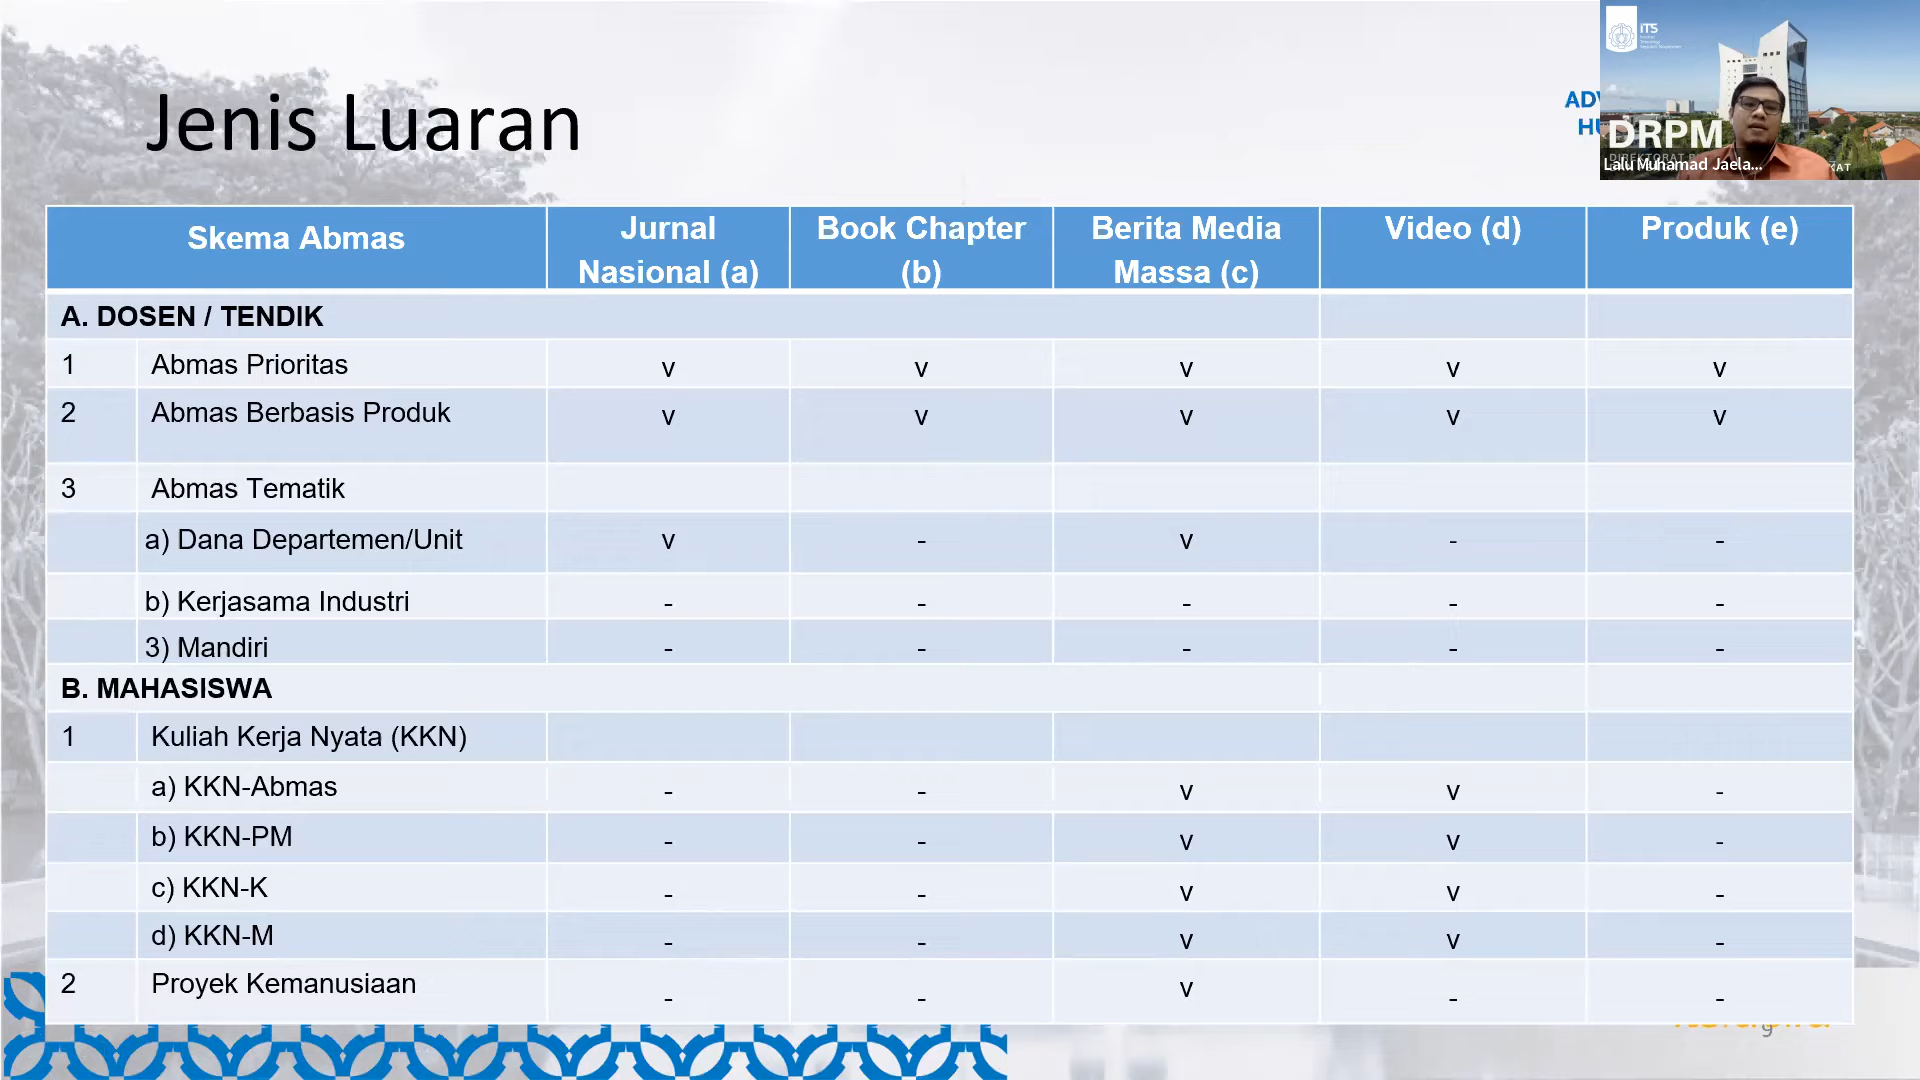 Jenis Luaran
iTS
DRPM
Lalu Muhamad Jaela...
Skema Abmas Jurnal Nasional (a) Book Chapter (b) Berita Media Massa (c) Video (d) Produk (e)
A. DOSEN / TENDIK
1 Abmas Prioritas v v v v v
2 Abmas Berbasis Produk v v v v v
3 Abmas Tematik
a) Dana Departemen/Unit v - v - -
b) Kerjasama Industri - - - - -
3) Mandiri - - - - -
B. MAHASISWA
1 Kuliah Kerja Nyata (KKN)
a) KKN-Abmas - - v v -
b) KKN-PM - - v v -
c) KKN-K - - v v -
d) KKN-M - - v v -
2 Proyek Kemanusiaan - - v - -
9